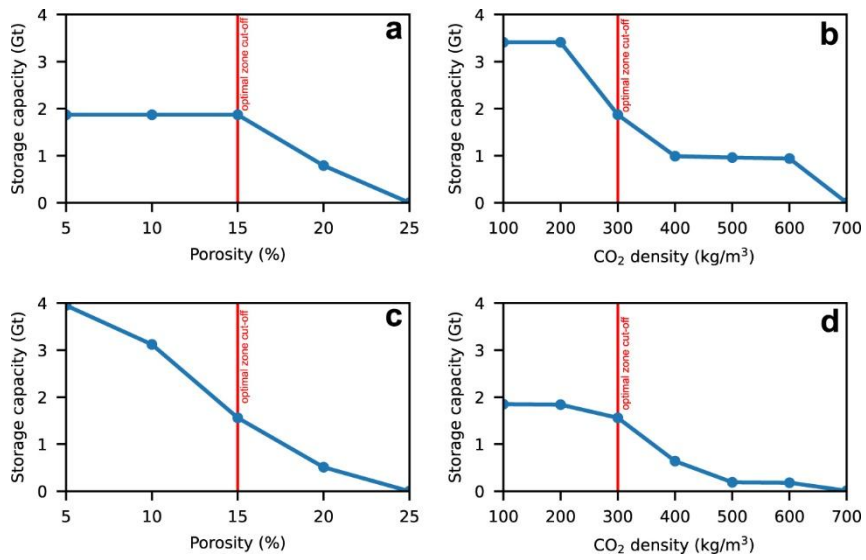 a
Storage capacity (Gt)
4
3
2
1
0
optimal zone cut-off
5 10 15 20 25
Porosity (%)
b
Storage capacity (Gt)
4
3
2
1
0
optimal zone cut-off
100 200 300 400 500 600 700
CO₂ density (kg/m³)
c
Storage capacity (Gt)
4
3
2
1
0
optimal zone cut-off
5 10 15 20 25
Porosity (%)
d
Storage capacity (Gt)
4
3
2
1
0
optimal zone cut-off
100 200 300 400 500 600 700
CO₂ density (kg/m³)